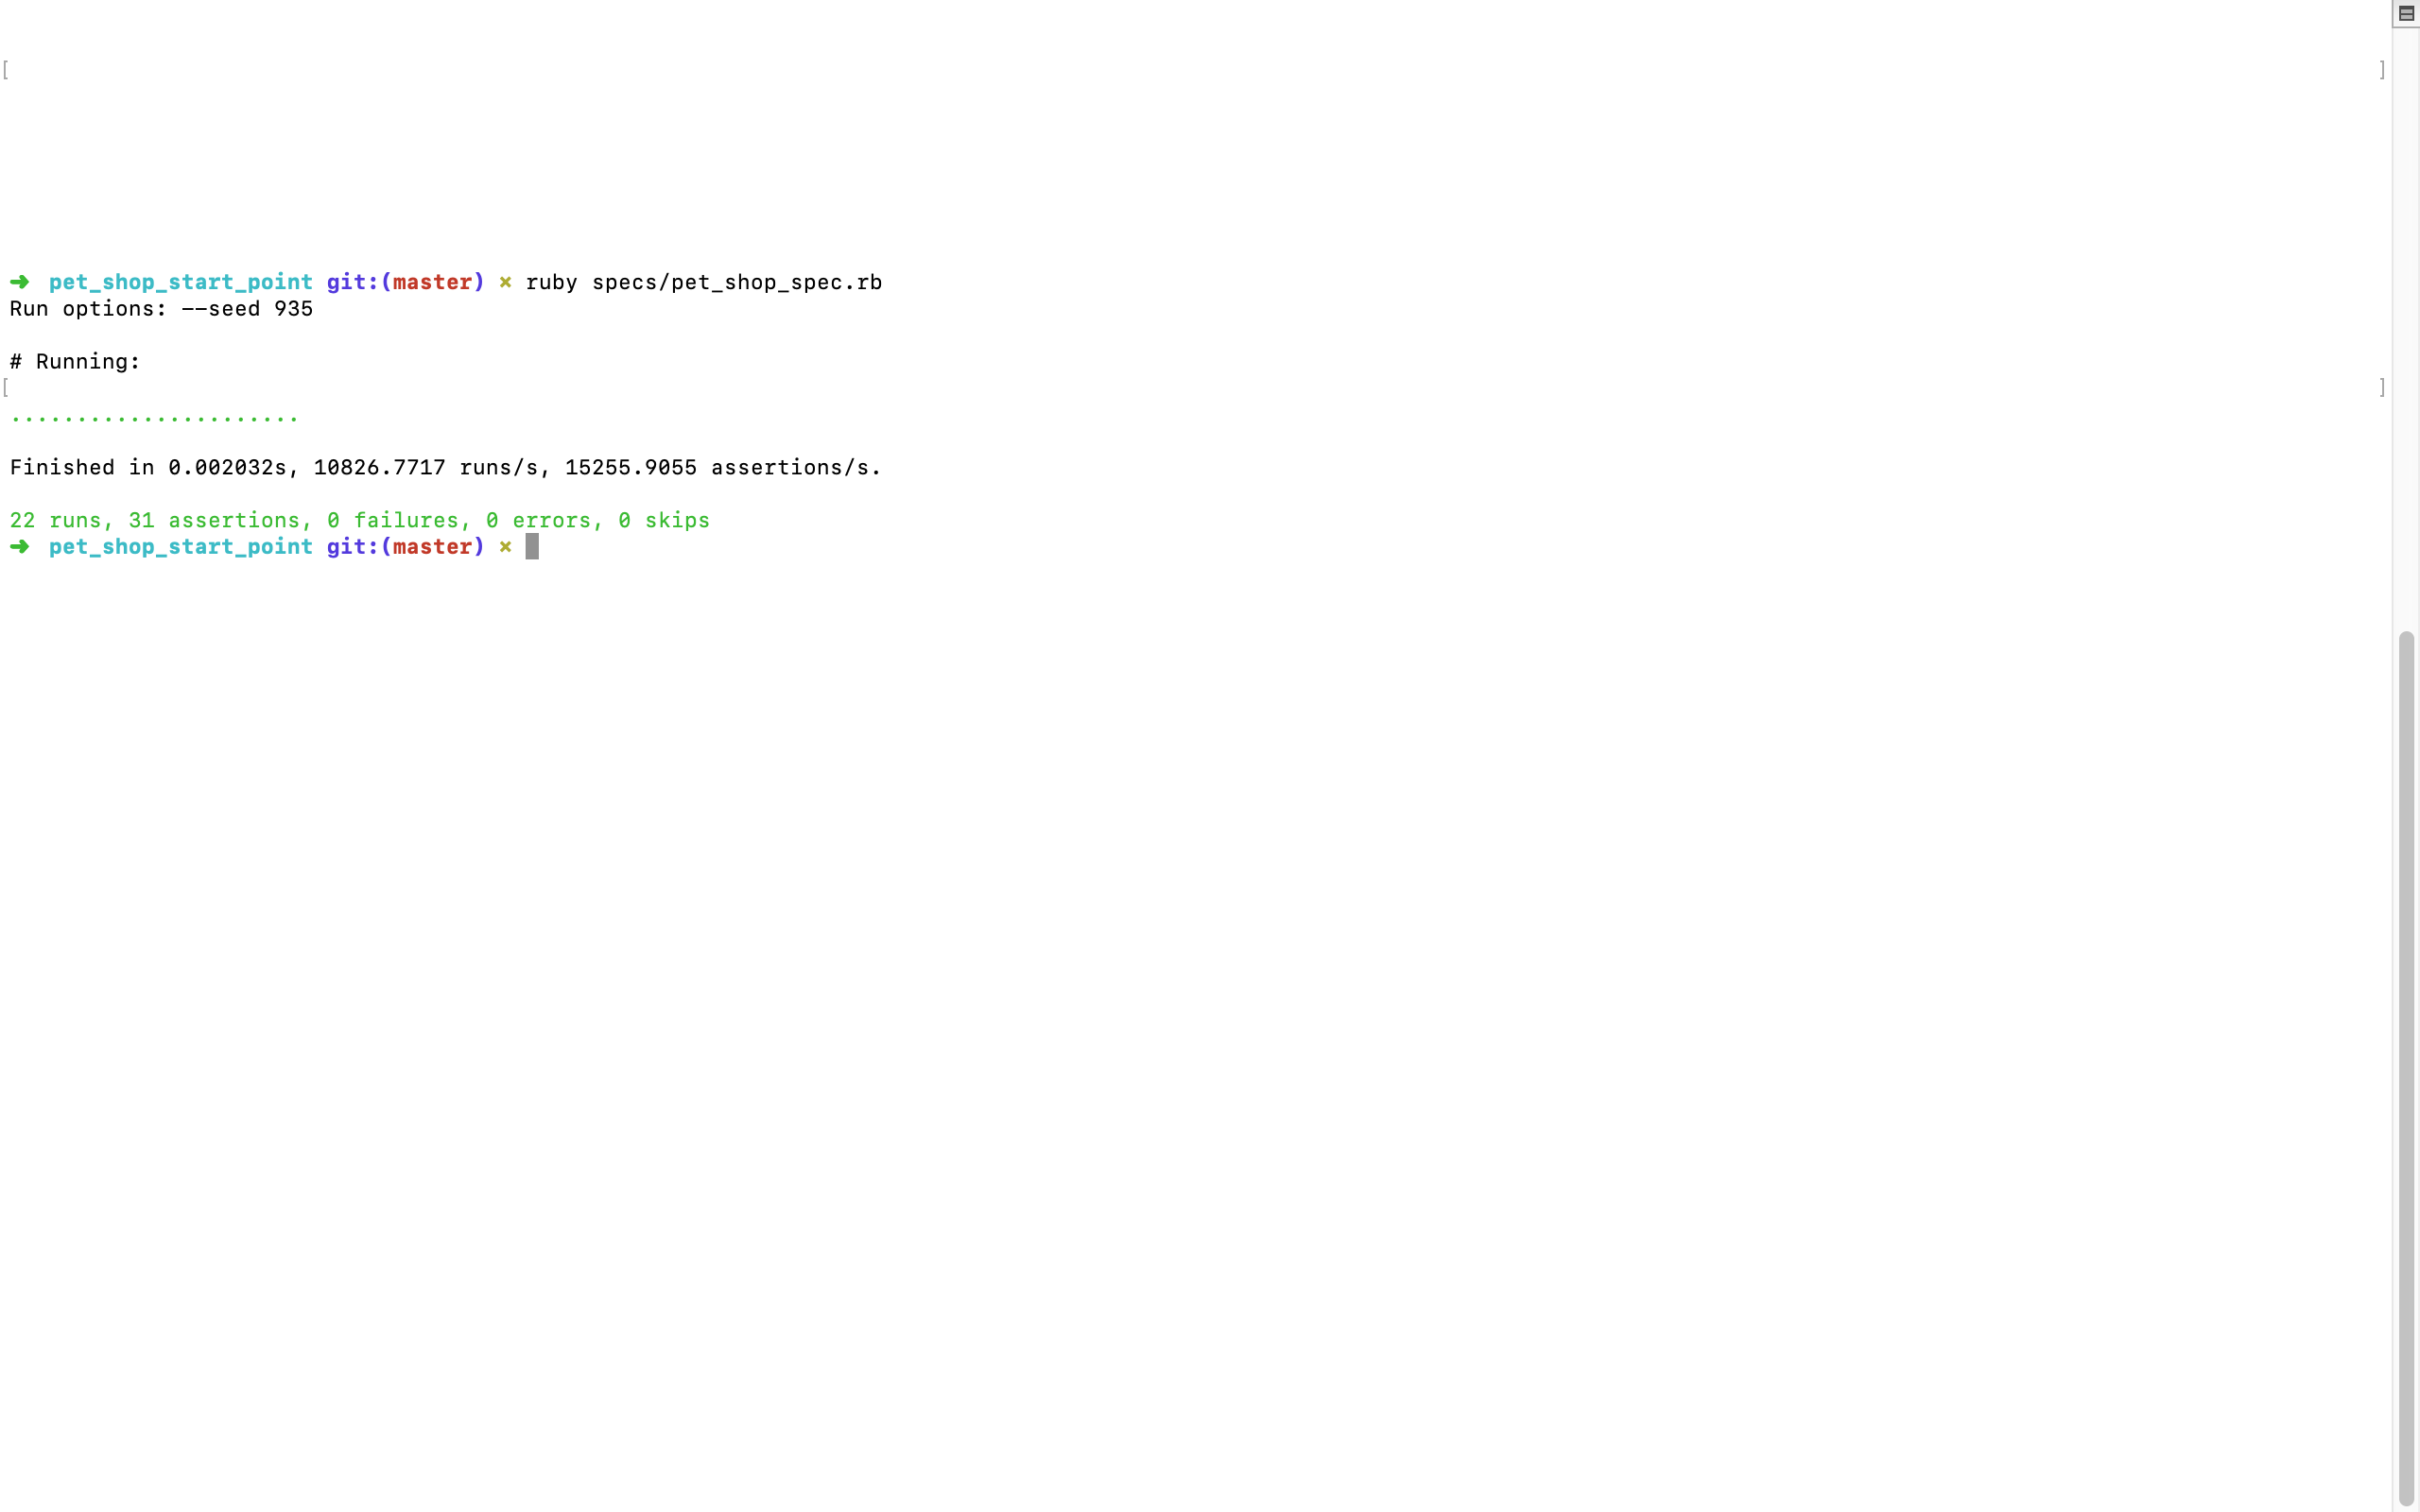 [ ]
➜ pet_shop_start_point git:(master) × ruby specs/pet_shop_spec.rb
Run options: --seed 935
# Running:
[ ]
......................
Finished in 0.002032s, 10826.7717 runs/s, 15255.9055 assertions/s.
22 runs, 31 assertions, 0 failures, 0 errors, 0 skips
➜ pet_shop_start_point git:(master) ×